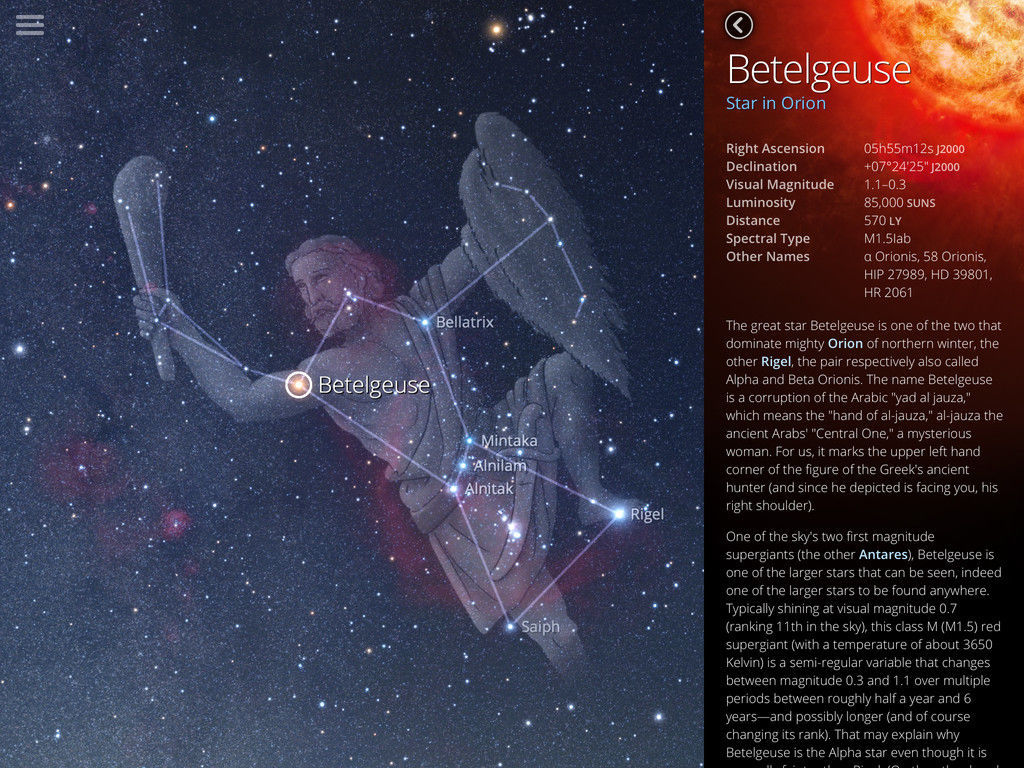 Betelgeuse
Star in Orion
Right Ascension 05h55m12s J2000
Declination +07°24'25" J2000
Visual Magnitude 1.1–0.3
Luminosity 85,000 SUNS
Distance 570 LY
Spectral Type M1.5Iab
Other Names α Orionis, 58 Orionis,
HIP 27989, HD 39801,
HR 2061
The great star Betelgeuse is one of the two that
dominate mighty Orion of northern winter, the
other Rigel, the pair respectively also called
Alpha and Beta Orionis. The name Betelgeuse
is a corruption of the Arabic "yad al jauza,"
which means the "hand of al-jauza," al-jauza the
ancient Arabs' "Central One," a mysterious
woman. For us, it marks the upper left hand
corner of the figure of the Greek's ancient
hunter (and since he depicted is facing you, his
right shoulder).
One of the sky's two first magnitude
supergiants (the other Antares), Betelgeuse is
one of the larger stars that can be seen, indeed
one of the larger stars to be found anywhere.
Typically shining at visual magnitude 0.7
(ranking 11th in the sky), this class M (M1.5) red
supergiant (with a temperature of about 3650
Kelvin) is a semi-regular variable that changes
between magnitude 0.3 and 1.1 over multiple
periods between roughly half a year and 6
years—and possibly longer (and of course
changing its rank). That may explain why
Betelgeuse is the Alpha star even though it is
Bellatrix
Betelgeuse
Mintaka
Alnilam
Alnitak
Rigel
Saiph